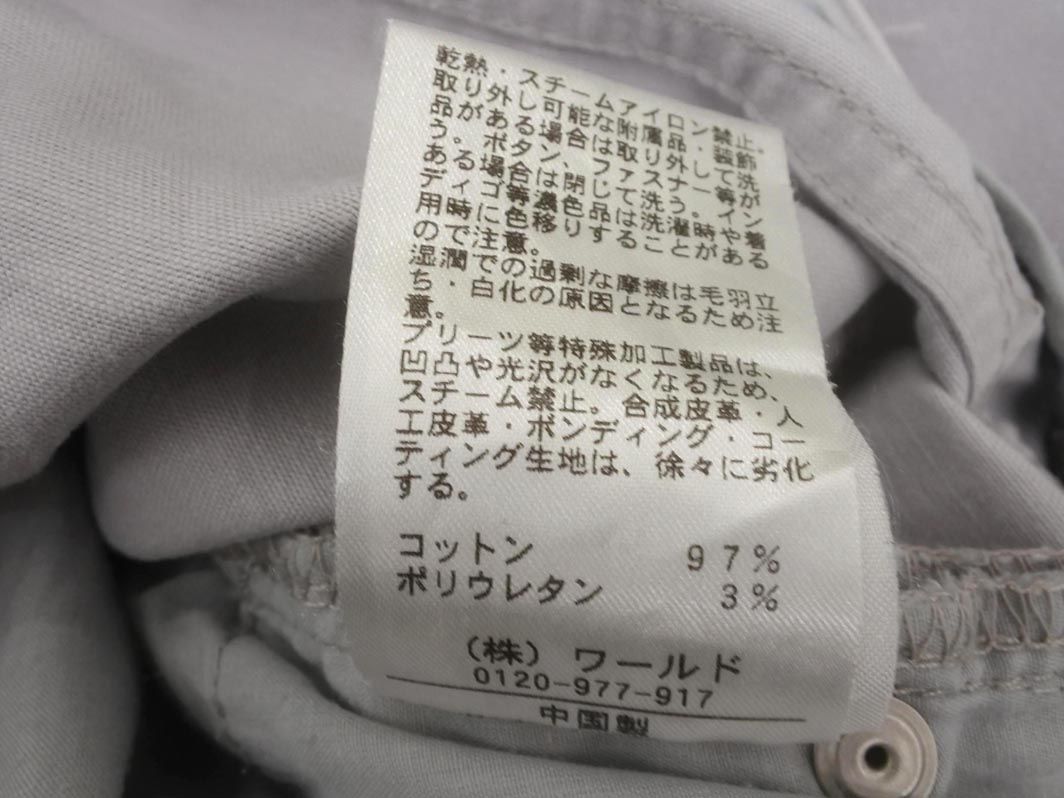 乾熱・スチームアイロン禁止。
取り外し可能な附属品・装飾
品がある場合は取り外して洗
う。ボタン、ファスナー等が
ある場合は閉じて洗う。イン
ディゴ等濃色品は洗濯時や着
用時に色移りすることがある
ので注意。
湿潤での過剰な摩擦は毛羽立
ち・白化の原因となるため注
意。
プリーツ等特殊加工製品は、
凹凸や光沢がなくなるため、
スチーム禁止。合成皮革・人
工皮革・ボンディング・コー
ティング生地は、徐々に劣化
する。
コットン 97%
ポリウレタン 3%
（株）ワールド
0120-977-917
中国製